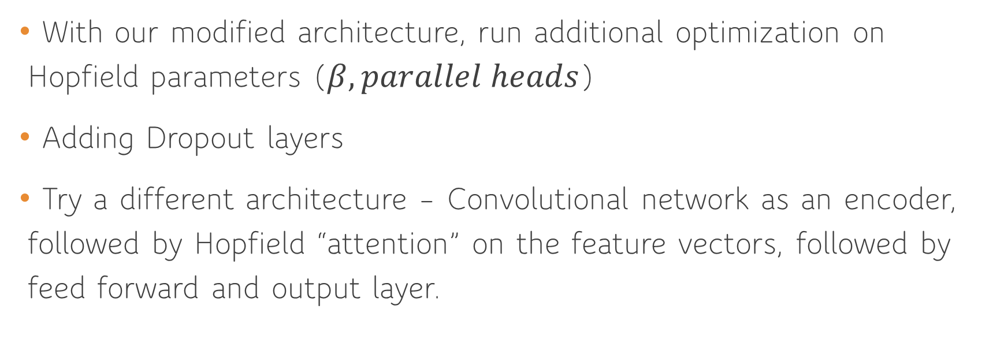 • With our modified architecture, run additional optimization on
Hopfield parameters (β, parallel heads)
• Adding Dropout layers
• Try a different architecture – Convolutional network as an encoder,
followed by Hopfield “attention” on the feature vectors, followed by
feed forward and output layer.